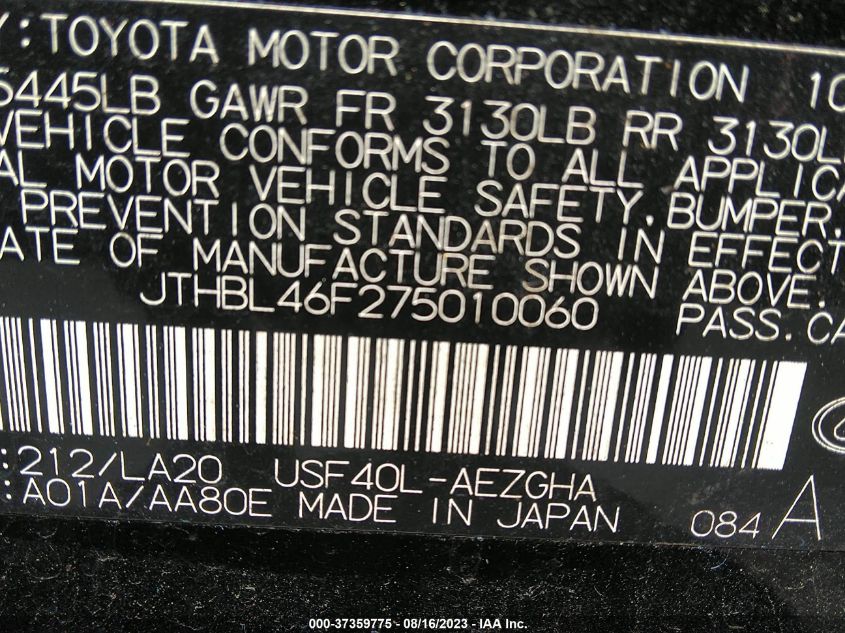 :TOYOTA MOTOR CORPORATION 10
5445LB GAWR FR 3130LB RR 3130L
VEHICLE CONFORMS TO ALL APPLICA
AL MOTOR VEHICLE SAFETY, BUMPER,
PREVENTION STANDARDS IN EFFECT
ATE OF MANUFACTURE SHOWN ABOVE.
JTHBL46F275010060 PASS.CA
:212/LA20 USF40L-AEZGHA
:A01A/AA80E MADE IN JAPAN 084 A
000-37359775 - 08/16/2023 - IAA Inc.